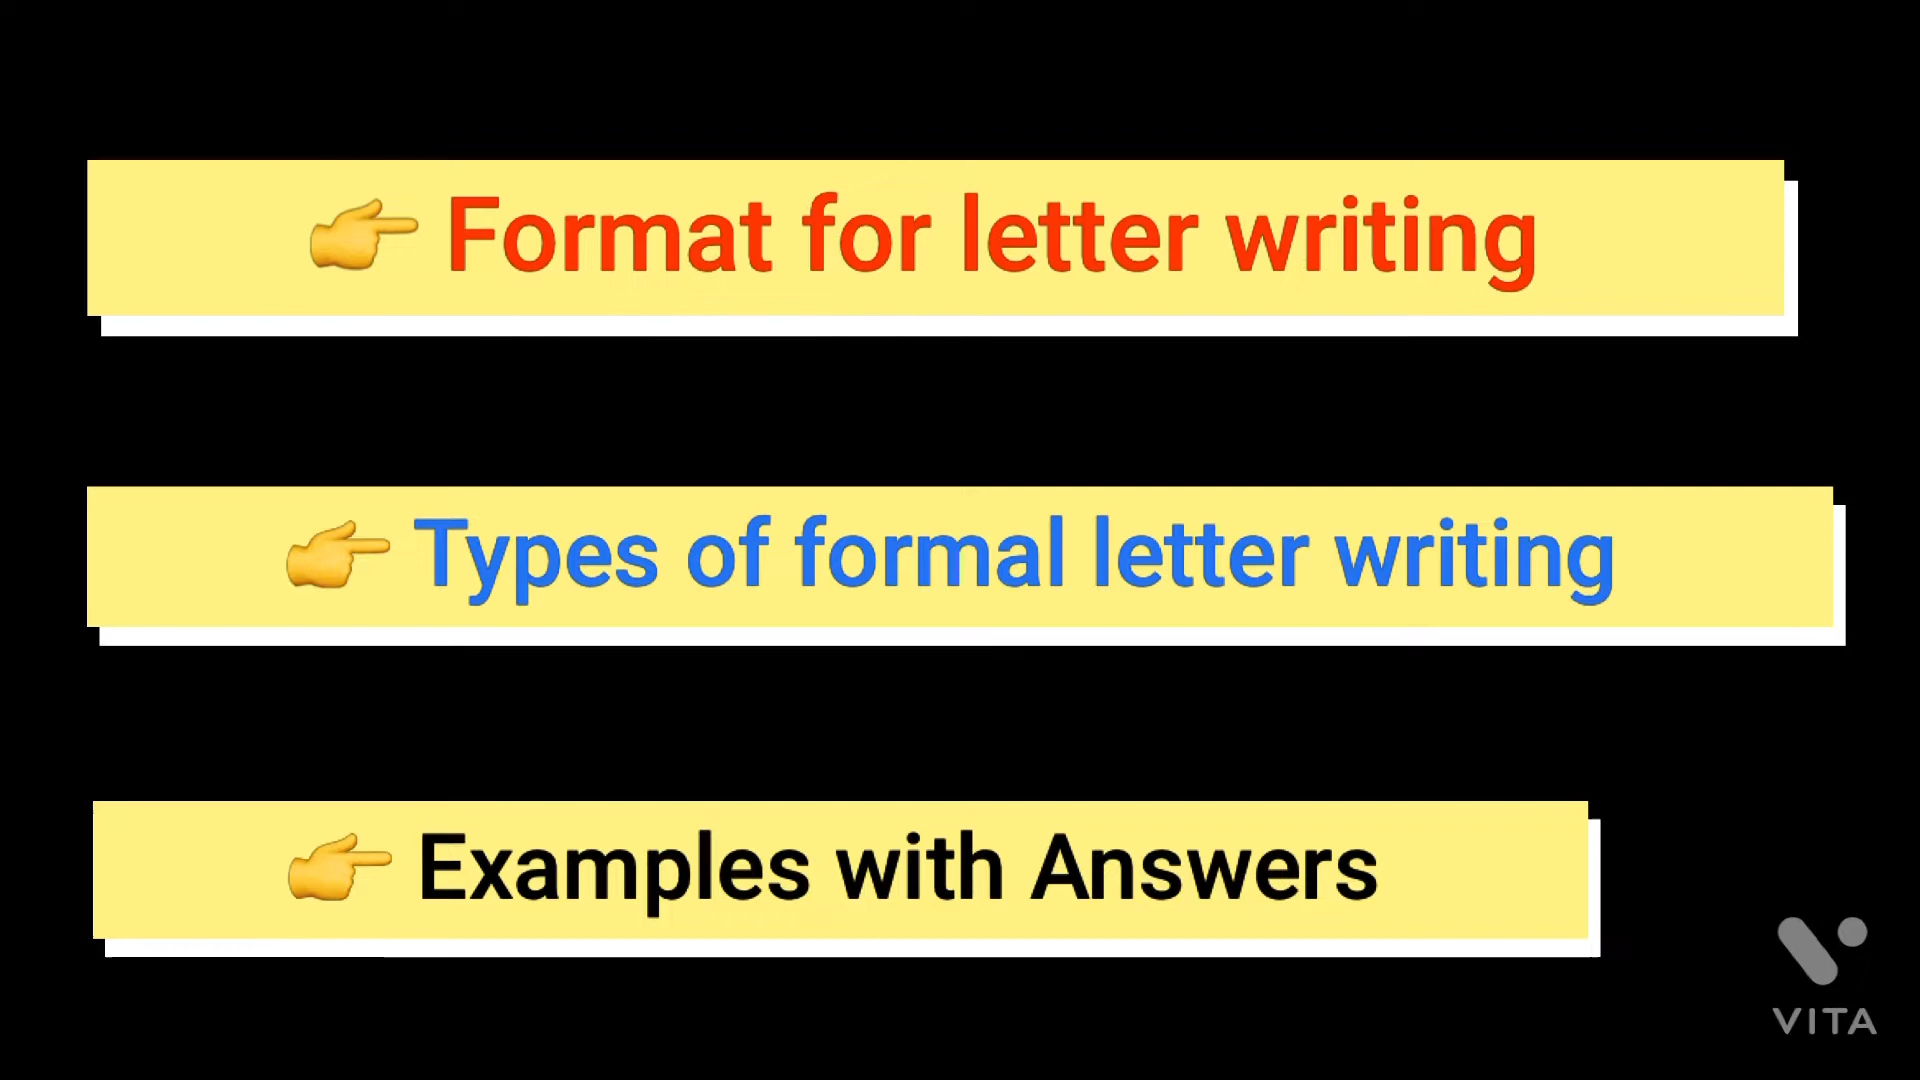 👉 Format for letter writing
👉 Types of formal letter writing
👉 Examples with Answers
VITA